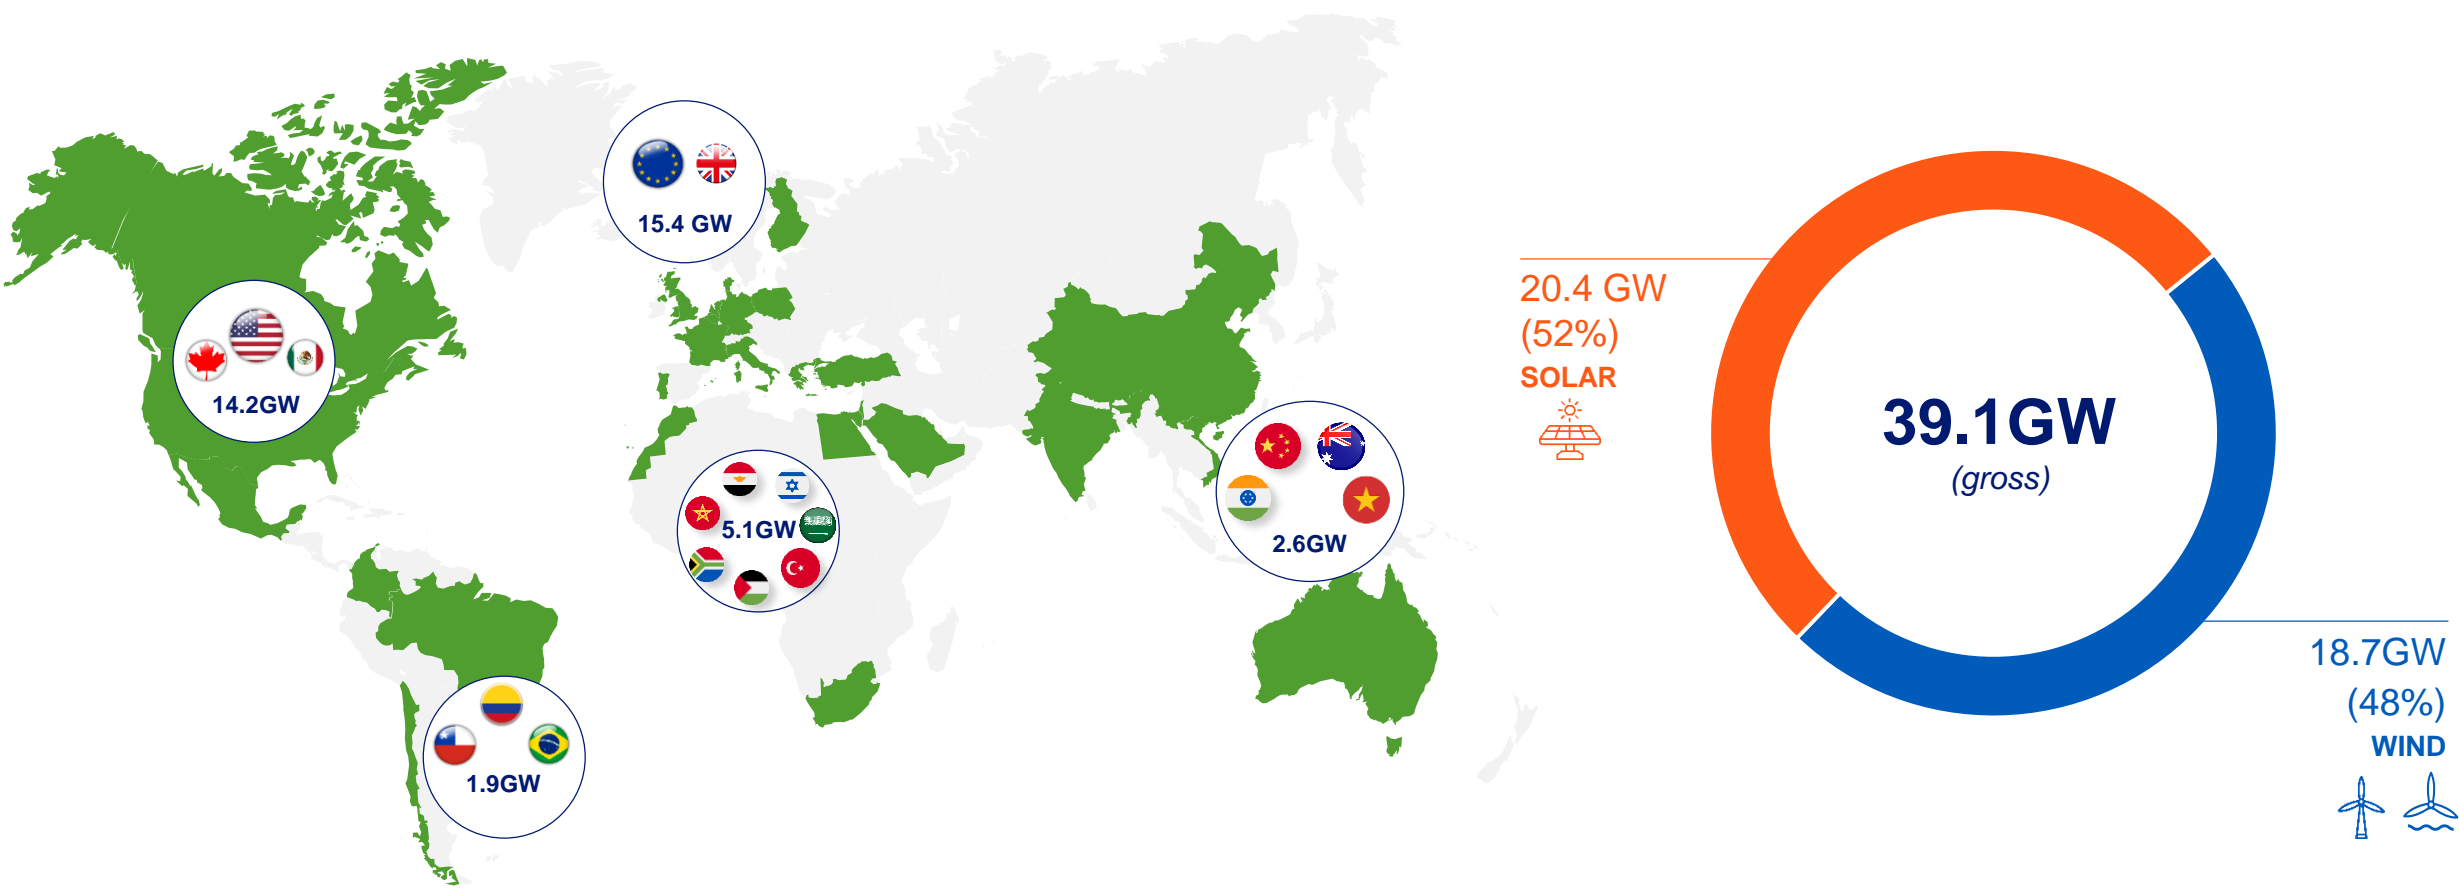 15.4 GW
14.2GW
5.1GW
2.6GW
1.9GW
20.4 GW
(52%)
SOLAR
39.1GW
(gross)
18.7GW
(48%)
WIND